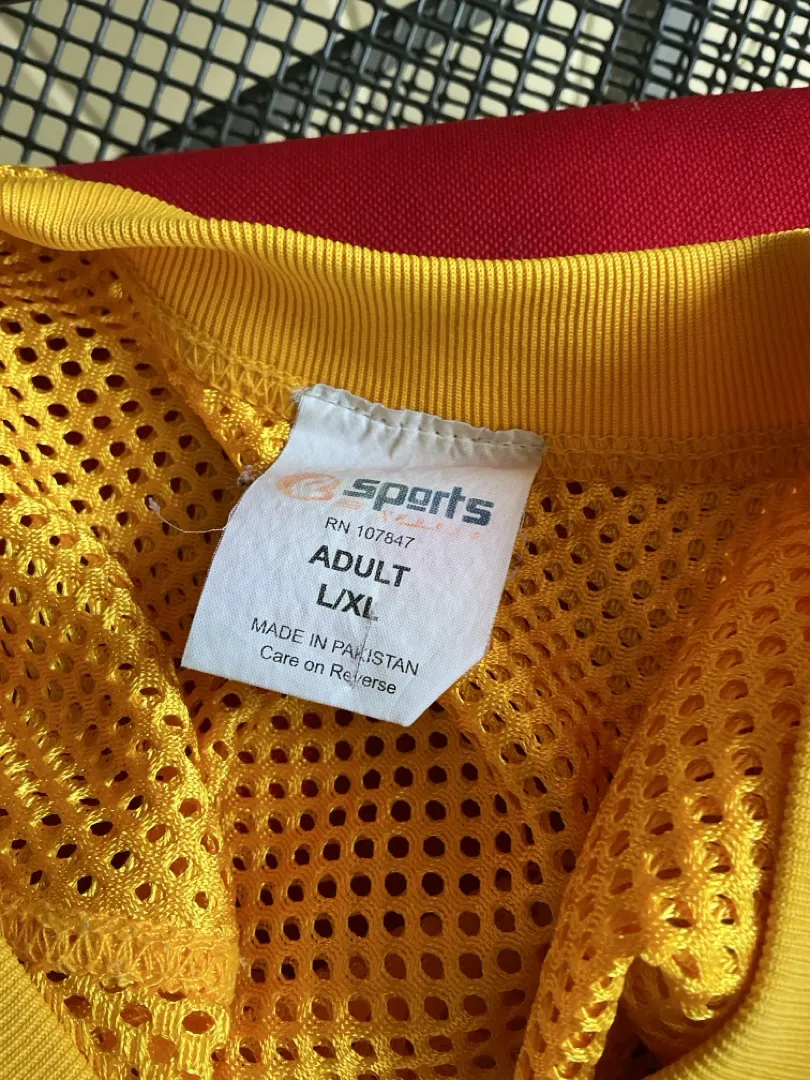 sports
RN 107847
ADULT
L/XL
MADE IN PAKISTAN
Care on Reverse